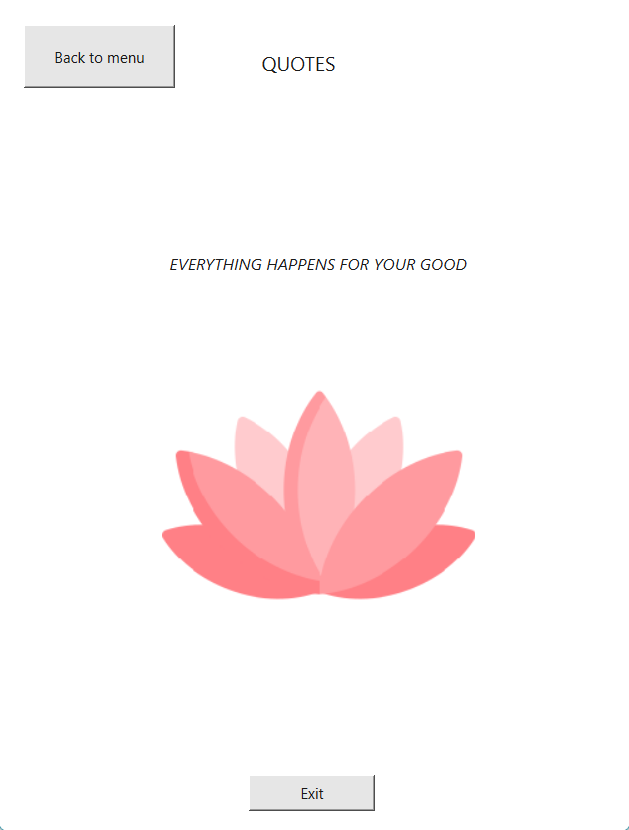 Back to menu
QUOTES
EVERYTHING HAPPENS FOR YOUR GOOD
Exit